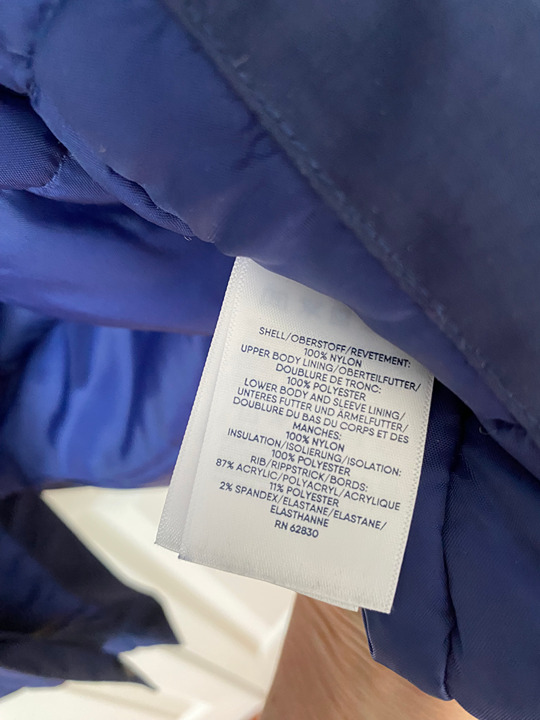 SHELL/OBERSTOFF/REVETEMENT:
100% NYLON
UPPER BODY LINING/OBERTEILFUTTER/
DOUBLURE DE TRONC:
100% POLYESTER
LOWER BODY AND SLEEVE LINING/
UNTERES FUTTER UND ÄRMELFUTTER/
DOUBLURE DU BAS DU CORPS ET DES
MANCHES:
100% NYLON
INSULATION/ISOLIERUNG/ISOLATION:
100% POLYESTER
RIB/RIPPSTRICK/BORDS:
87% ACRYLIC/POLYACRYL/ACRYLIQUE
11% POLYESTER
2% SPANDEX/ELASTANE/ELASTANE/
ELASTHANNE
RN 62830